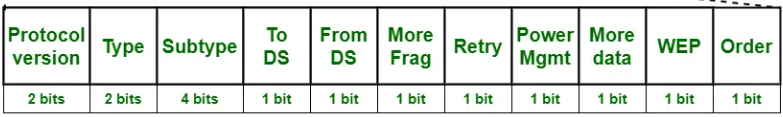 Protocol version Type Subtype To DS From DS More Frag Retry Power Mgmt More data WEP Order
2 bits 2 bits 4 bits 1 bit 1 bit 1 bit 1 bit 1 bit 1 bit 1 bit 1 bit